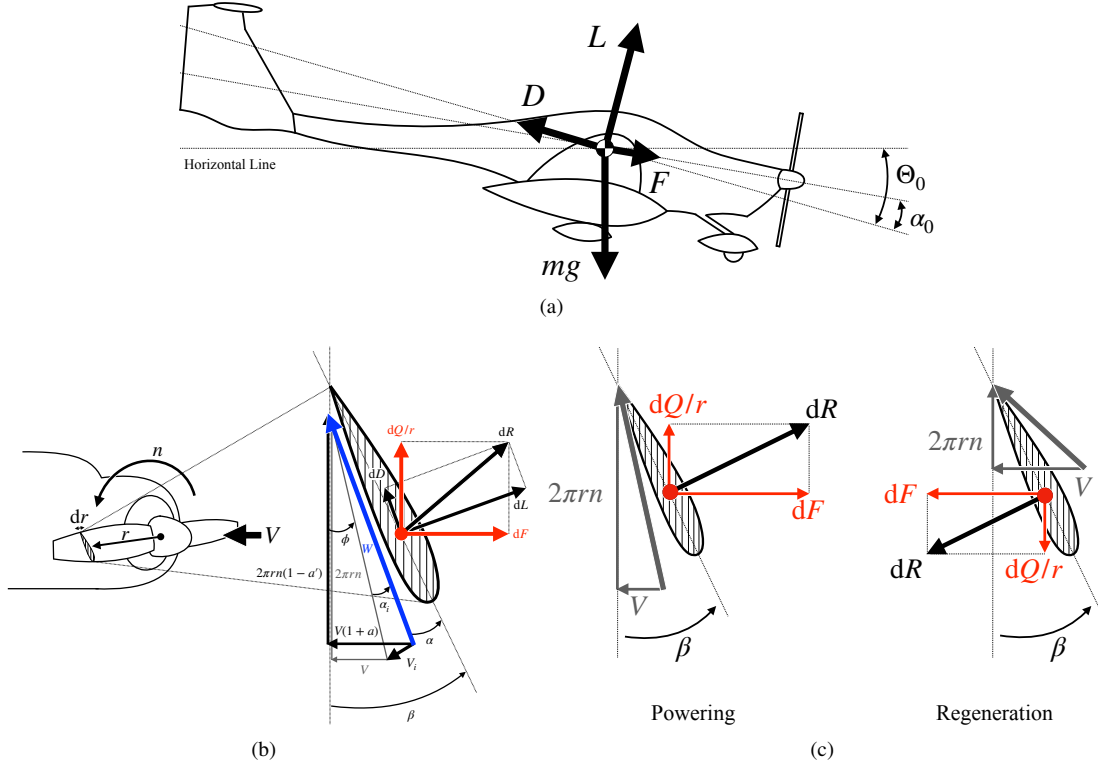 L
D
Horizontal Line
F
Θ₀
α₀
mg
(a)
n
dr
r
V
dQ/r
dR
dD
dL
dF
ϕ
W
2πrn(1 − a′)
2πrn
αᵢ
α
V(1 + a)
V
Vᵢ
β
(b)
dQ/r
dR
2πrn
dF
V
β
Powering
2πrn
V
dF
dR
dQ/r
β
Regeneration
(c)